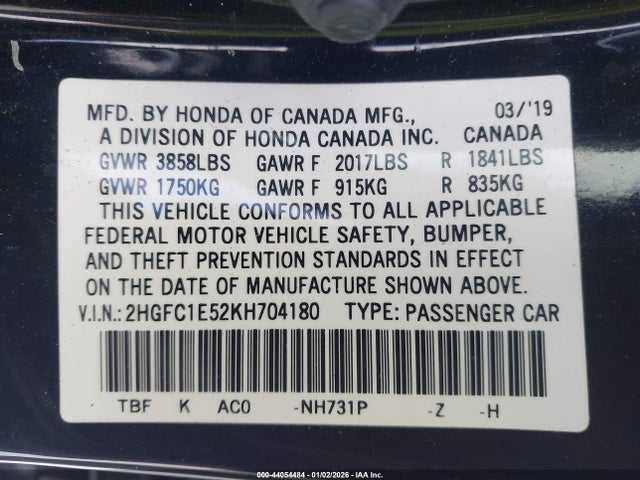 MFD. BY HONDA OF CANADA MFG., 03/'19
A DIVISION OF HONDA CANADA INC. CANADA
GVWR 3858LBS GAWR F 2017LBS R 1841LBS
GVWR 1750KG GAWR F 915KG R 835KG
THIS VEHICLE CONFORMS TO ALL APPLICABLE
FEDERAL MOTOR VEHICLE SAFETY, BUMPER,
AND THEFT PREVENTION STANDARDS IN EFFECT
ON THE DATE OF MANUFACTURE SHOWN ABOVE.
V.I.N.: 2HGFC1E52KH704180 TYPE: PASSENGER CAR
TBF K AC0 -NH731P -Z -H
000-44054484 - 01/02/2026 - IAA Inc.